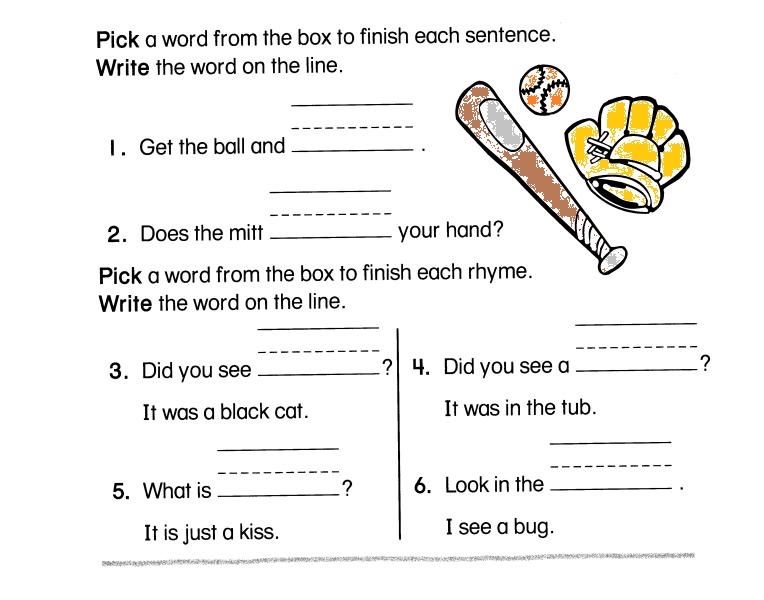 Pick a word from the box to finish each sentence.
Write the word on the line.
1. Get the ball and .
2. Does the mitt your hand?
Pick a word from the box to finish each rhyme.
Write the word on the line.
3. Did you see ?
It was a black cat.
4. Did you see a ?
It was in the tub.
5. What is ?
It is just a kiss.
6. Look in the .
I see a bug.